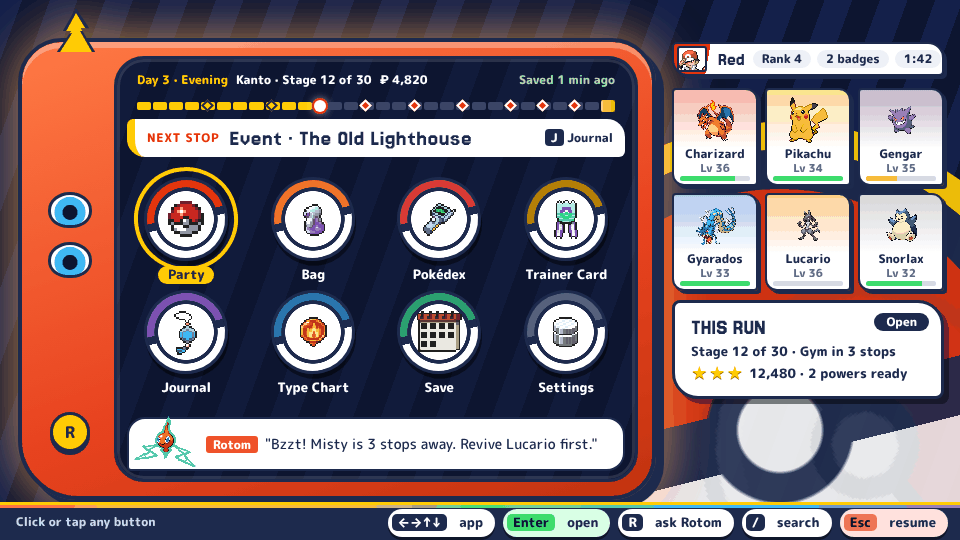 Day 3 · Evening Kanto · Stage 12 of 30 ₽ 4,820 Saved 1 min ago
NEXT STOP Event · The Old Lighthouse J Journal
Party Bag Pokédex Trainer Card
Journal Type Chart Save Settings
R
Rotom "Bzzt! Misty is 3 stops away. Revive Lucario first."
Red Rank 4 2 badges 1:42
Charizard Pikachu Gengar
Lv 36 Lv 34 Lv 35
Gyarados Lucario Snorlax
Lv 33 Lv 36 Lv 32
THIS RUN Open
Stage 12 of 30 · Gym in 3 stops
★★★ 12,480 · 2 powers ready
Click or tap any button ←→↑↓ app Enter open R ask Rotom / search Esc resume